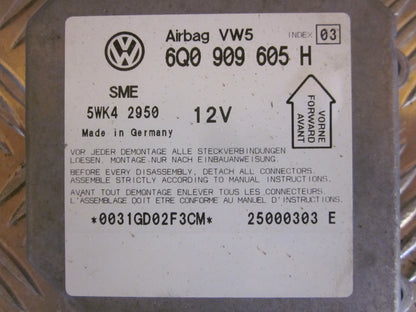 Airbag VW5 INDEX 03
6Q0 909 605 H
SME
5WK4 2950 12V
Made in Germany
VORNE
FORWARD
AVANT
VOR JEDER DEMONTAGE ALLE STECKVERBINDUNGEN
LOESEN. MONTAGE NUR NACH EINBAUANWEISUNG.
BEFORE EVERY DISASSEMBLY, DETACH ALL CONNECTORS.
ASSEMBLE STRICTLY ACCORDING TO MANUAL INSTRUCTIONS.
AVANT TOUT DEMONTAGE ENLEVER TOUS LES CONNECTEURS.
L'ASSEMBLAGE DOIT ETRE CONFORME AU MANUEL D'INSTRUCTIONS.
*0031GD02F3CM* 25000303 E